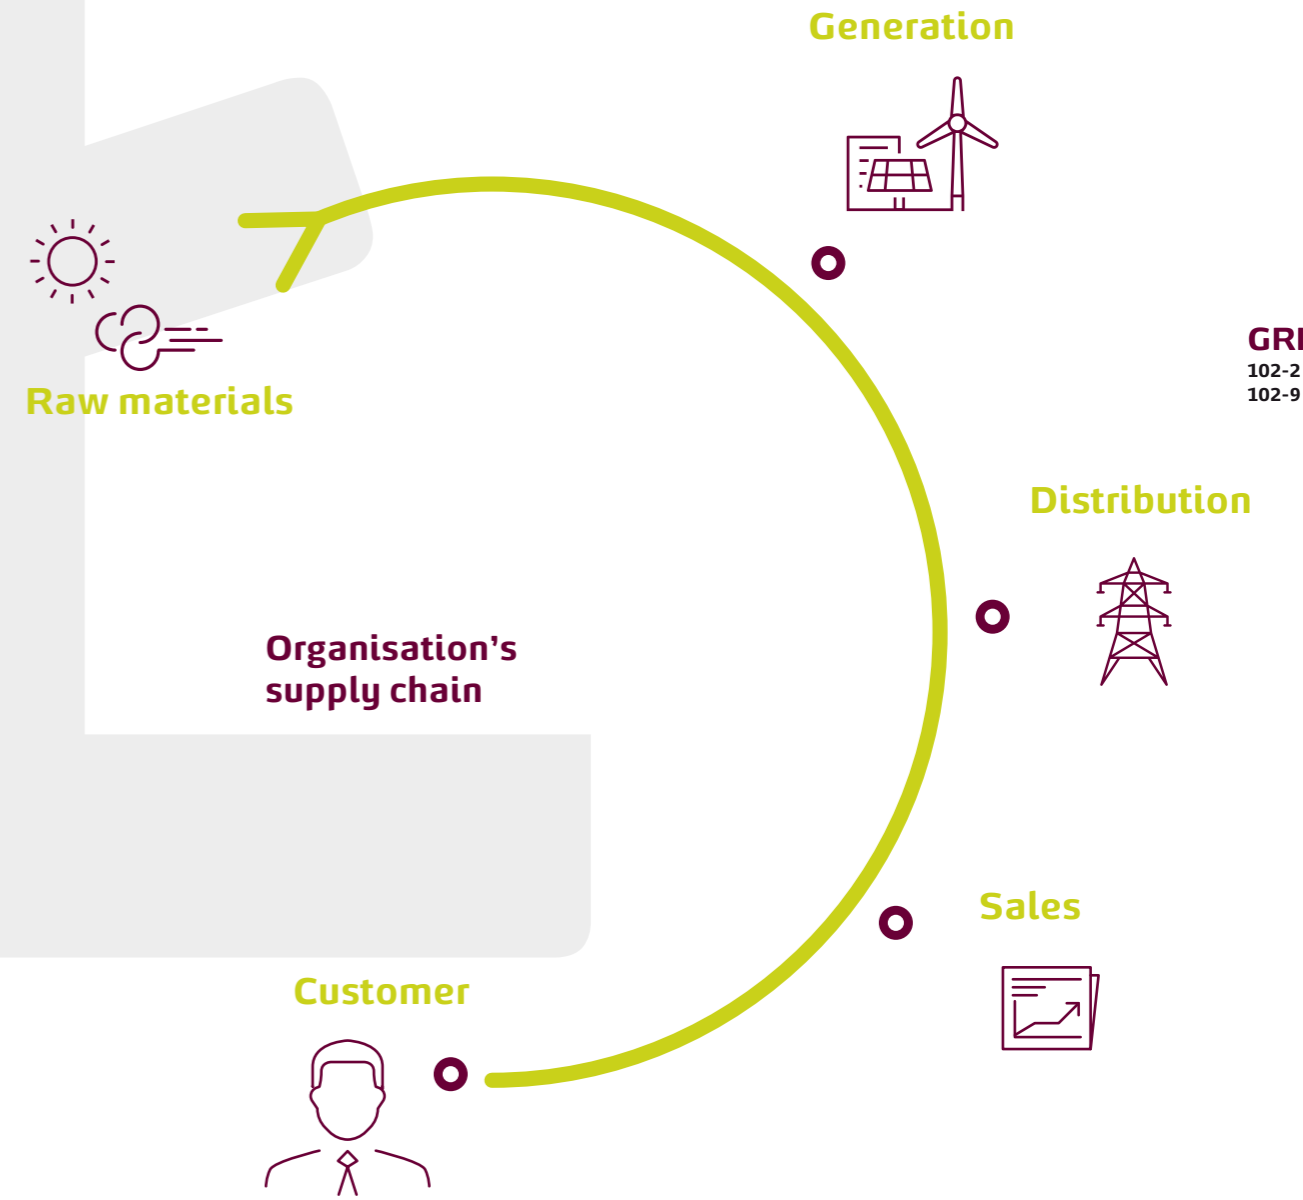 Generation
GRI
102-2
102-9
Raw materials
Distribution
Organisation’s
supply chain
Sales
Customer